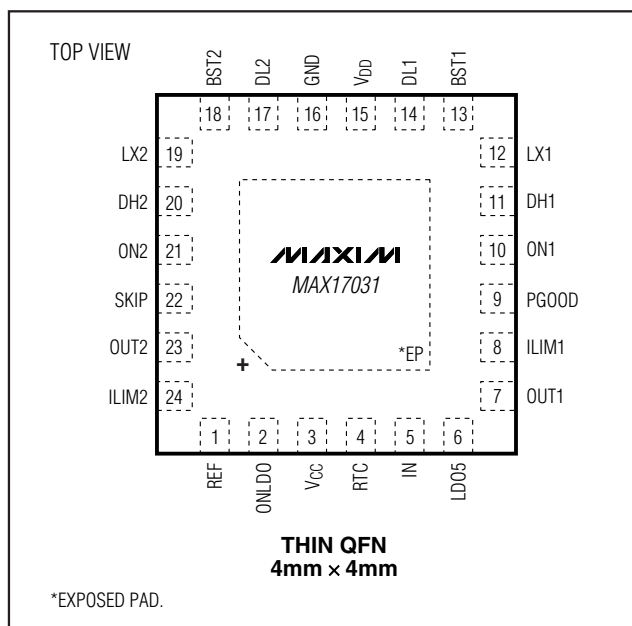 TOP VIEW
BST2
DL2
GND
VDD
DL1
BST1
18
17
16
15
14
13
LX2 19
12 LX1
DH2 20
11 DH1
ON2 21
10 ON1
MAXIM
MAX17031
SKIP 22
9 PGOOD
OUT2 23
*EP
8 ILIM1
+
ILIM2 24
7 OUT1
1
2
3
4
5
6
REF
ONLDO
VCC
RTC
IN
LDO5
THIN QFN
4mm × 4mm
*EXPOSED PAD.